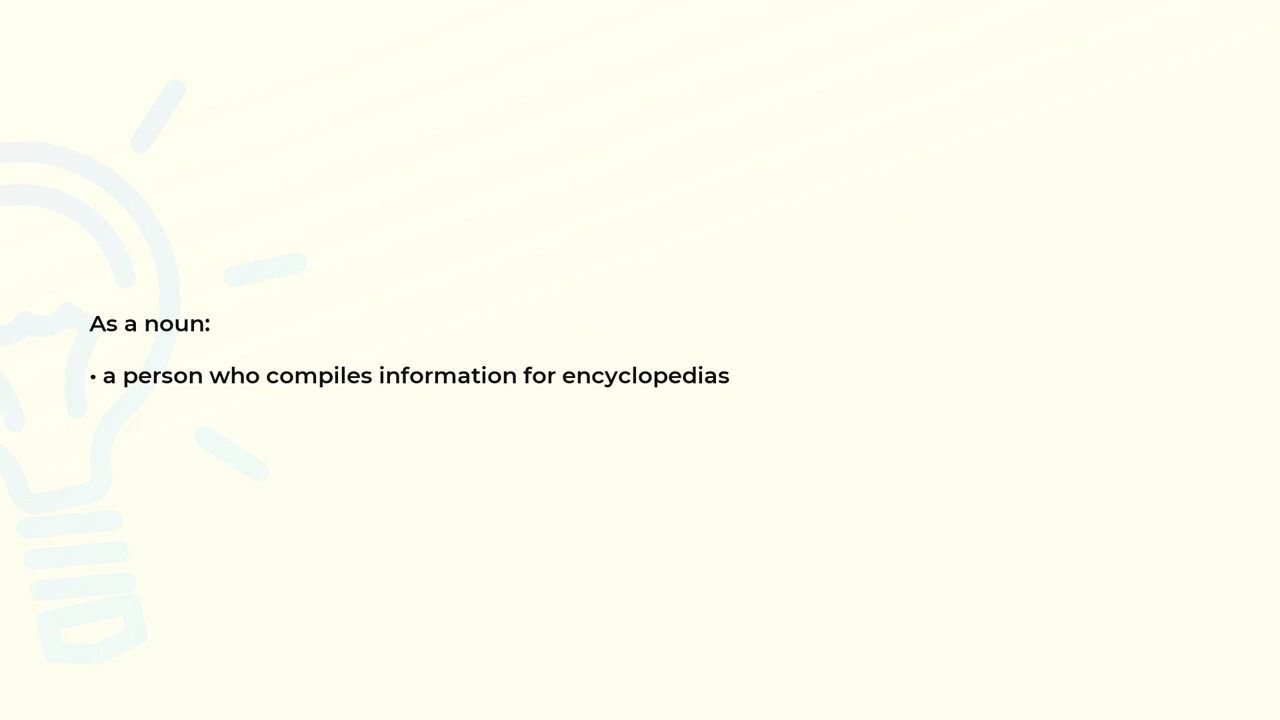 As a noun:
• a person who compiles information for encyclopedias